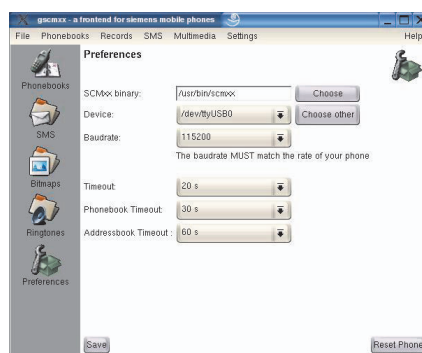 gscmxx - a frontend for siemens mobile phones
File Phonebooks Records SMS Multimedia Settings Help
Preferences
Phonebooks
SCMxx binary: /usr/bin/scmxx Choose
Device: /dev/ttyUSB0 Choose other
SMS
Baudrate: 115200
The baudrate MUST match the rate of your phone
Bitmaps
Timeout: 20 s
Phonebook Timeout: 30 s
Ringtones
Addressbook Timeout : 60 s
Preferences
Save Reset Phone